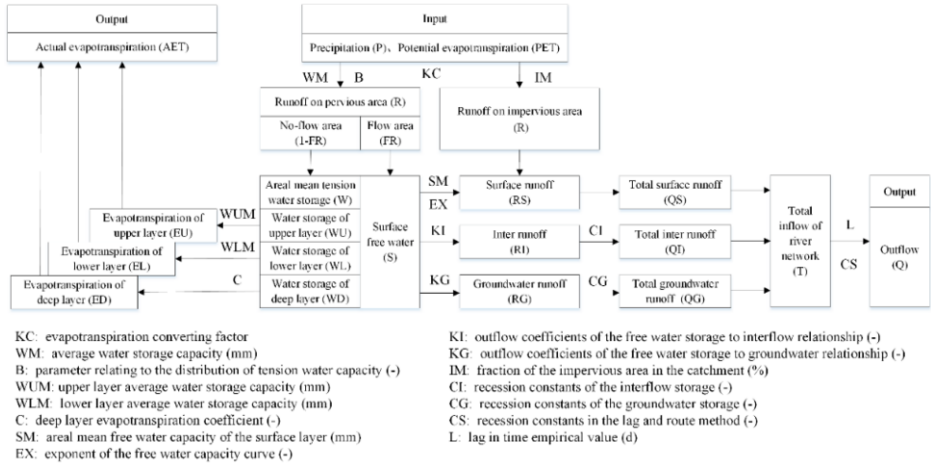 Output
Actual evapotranspiration (AET)
Input
Precipitation (P)、Potential evapotranspiration (PET)
WM
B
KC
IM
Runoff on pervious area (R)
No-flow area
(1-FR)
Flow area
(FR)
Runoff on impervious area
(R)
Areal mean tension
water storage (W)
Water storage of
upper layer (WU)
Water storage of
lower layer (WL)
Water storage of
deep layer (WD)
Surface
free water
(S)
WUM
WLM
C
Evapotranspiration of
upper layer (EU)
Evapotranspiration of
lower layer (EL)
Evapotranspiration of
deep layer (ED)
SM
EX
KI
KG
Surface runoff
(RS)
Inter runoff
(RI)
Groundwater runoff
(RG)
CI
CG
Total surface runoff
(QS)
Total inter runoff
(QI)
Total groundwater
runoff (QG)
Total
inflow of
river
network
(T)
L
CS
Output
Outflow
(Q)
KC: evapotranspiration converting factor
WM: average water storage capacity (mm)
B: parameter relating to the distribution of tension water capacity (-)
WUM: upper layer average water storage capacity (mm)
WLM: lower layer average water storage capacity (mm)
C: deep layer evapotranspiration coefficient (-)
SM: areal mean free water capacity of the surface layer (mm)
EX: exponent of the free water capacity curve (-)
KI: outflow coefficients of the free water storage to interflow relationship (-)
KG: outflow coefficients of the free water storage to groundwater relationship (-)
IM: fraction of the impervious area in the catchment (%)
CI: recession constants of the interflow storage (-)
CG: recession constants of the groundwater storage (-)
CS: recession constants in the lag and route method (-)
L: lag in time empirical value (d)